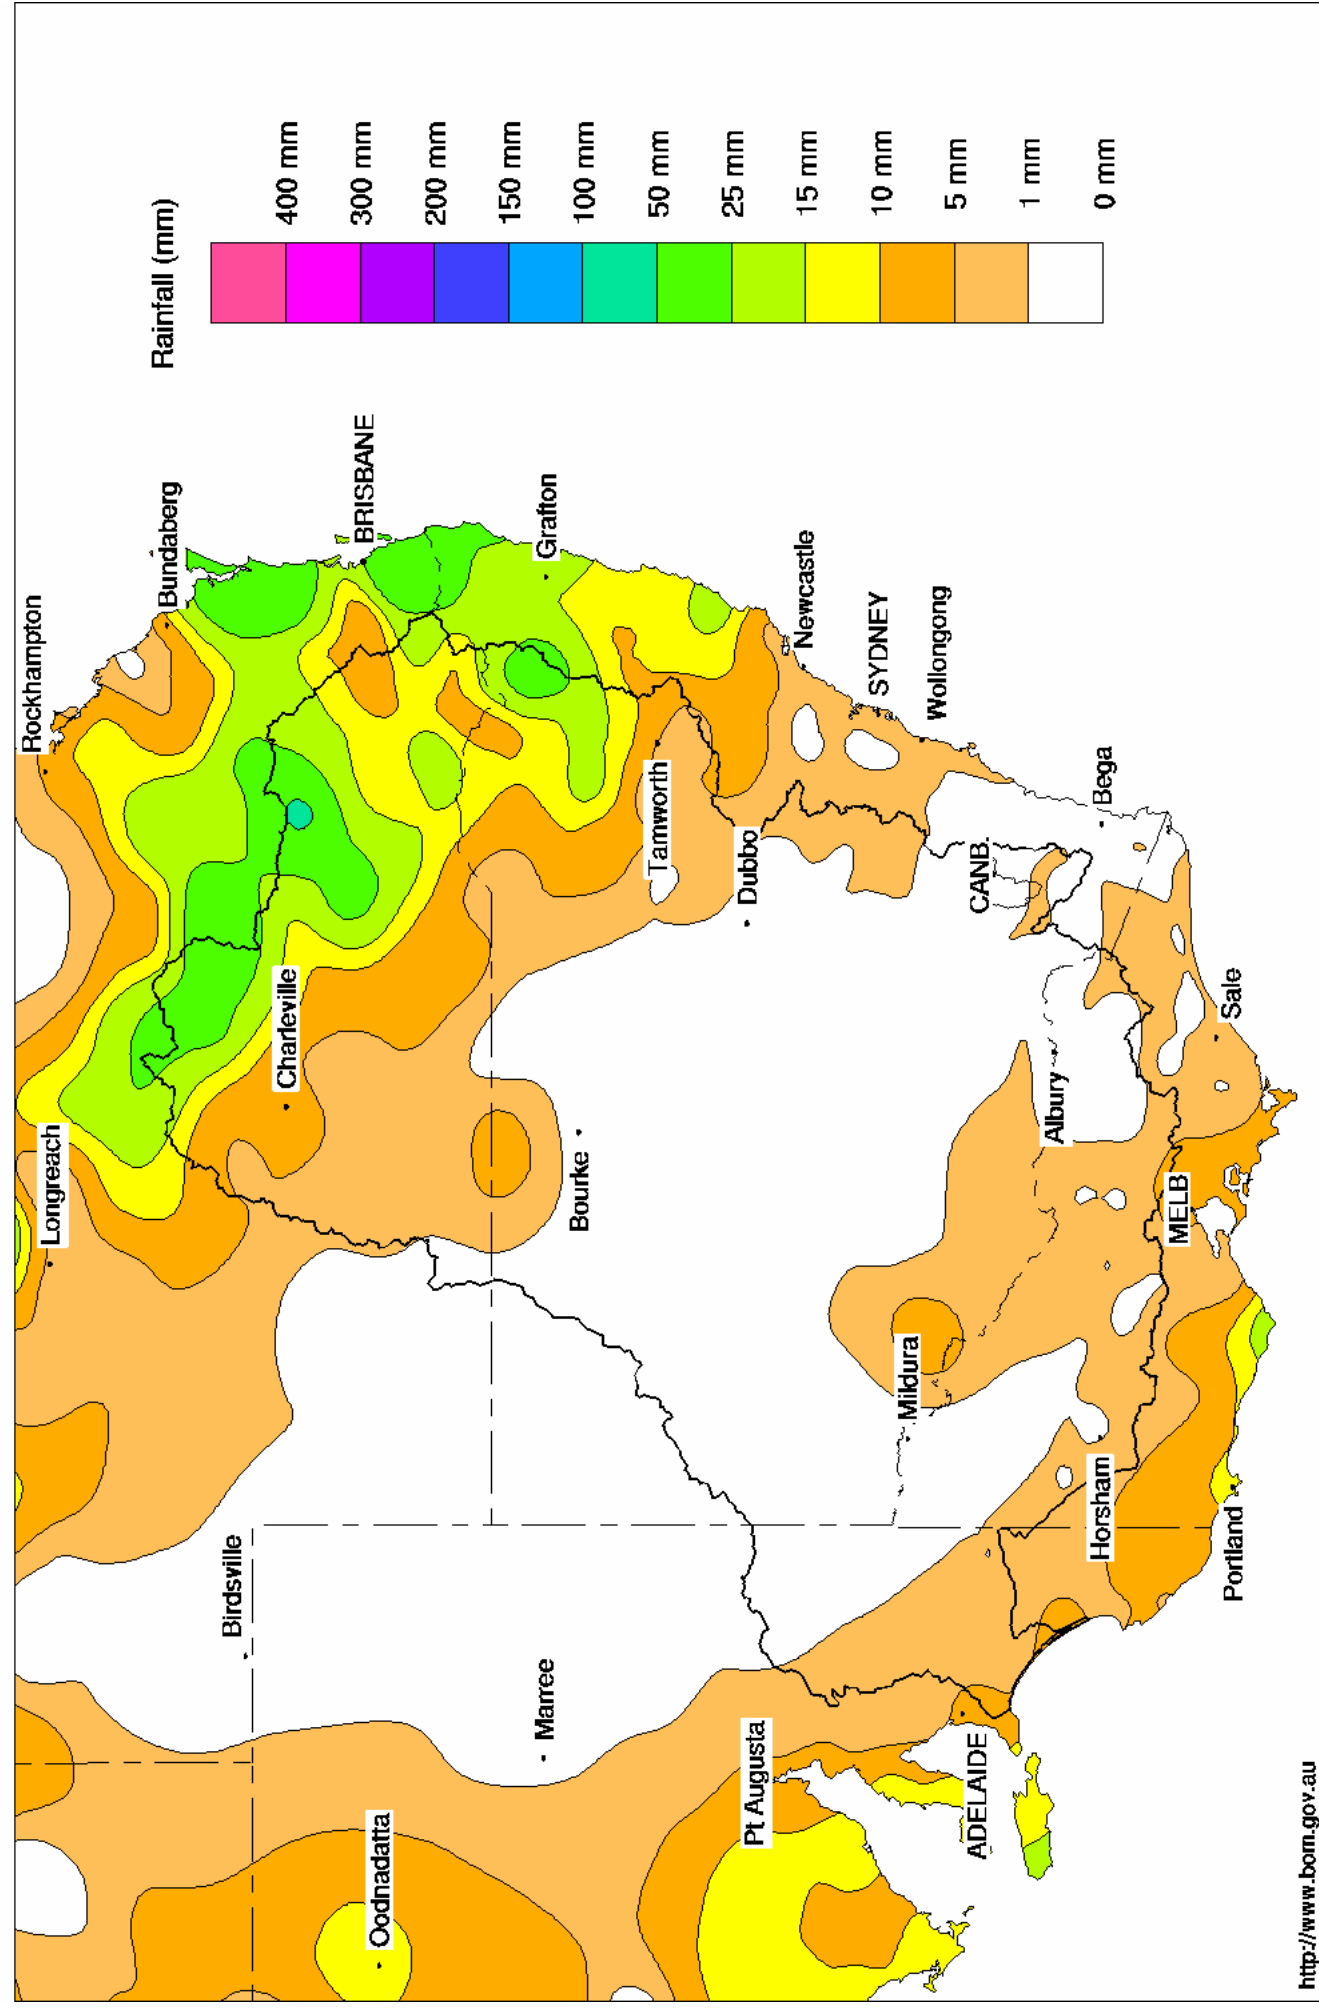 Rainfall (mm)
400 mm
300 mm
200 mm
150 mm
100 mm
50 mm
25 mm
15 mm
10 mm
5 mm
1 mm
0 mm
Rockhampton
Longreach
Bundaberg
Birdsville
Charleville
BRISBANE
Oodnadatta
Grafton
Bourke
Marree
Tamworth
Dubbo
Pt Augusta
Newcastle
SYDNEY
Mildura
Wollongong
CANB.
ADELAIDE
Albury
Bega
Horsham
MELB
Sale
Portland
http://www.bom.gov.au